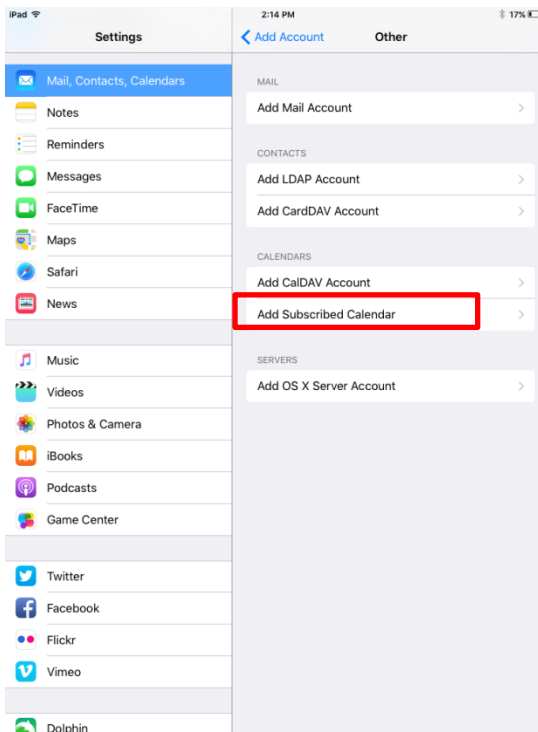 iPad
2:14 PM
17%
Settings
Add Account
Other
Mail, Contacts, Calendars
Notes
Reminders
Messages
FaceTime
Maps
Safari
News
Music
Videos
Photos & Camera
iBooks
Podcasts
Game Center
Twitter
Facebook
Flickr
Vimeo
Dolphin
MAIL
Add Mail Account
CONTACTS
Add LDAP Account
Add CardDAV Account
CALENDARS
Add CalDAV Account
Add Subscribed Calendar
SERVERS
Add OS X Server Account